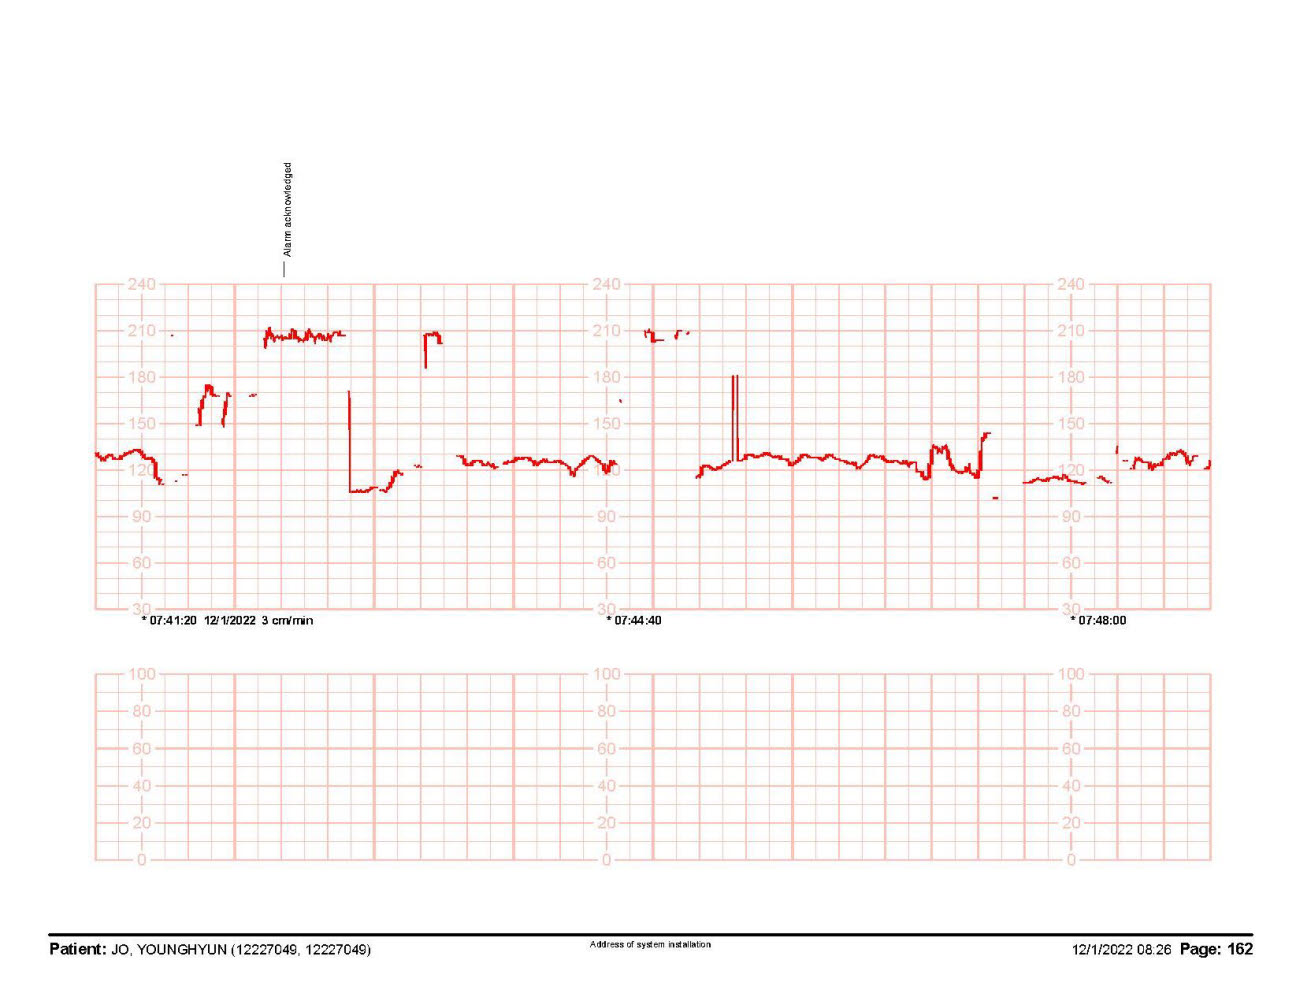 Alarm acknowledged
240 240 240
210 210 210
180 180 180
150 150 150
120 120 120
90 90 90
60 60 60
30 30 30
* 07:41:20 12/1/2022 3 cm/min * 07:44:40 * 07:48:00
100 100 100
80 80 80
60 60 60
40 40 40
20 20 20
0 0 0
Patient: JO, YOUNGHYUN (12227049, 12227049) Address of system installation 12/1/2022 08:26 Page: 162